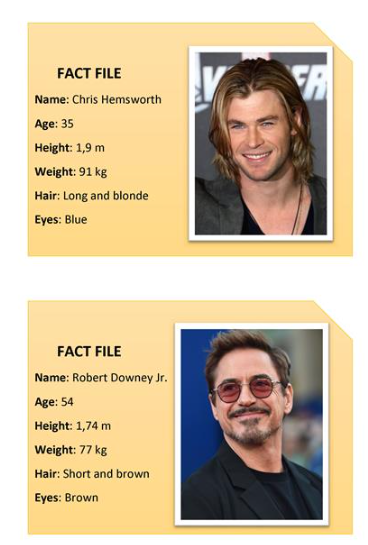 FACT FILE
Name: Chris Hemsworth
Age: 35
Height: 1,9 m
Weight: 91 kg
Hair: Long and blonde
Eyes: Blue
FACT FILE
Name: Robert Downey Jr.
Age: 54
Height: 1,74 m
Weight: 77 kg
Hair: Short and brown
Eyes: Brown